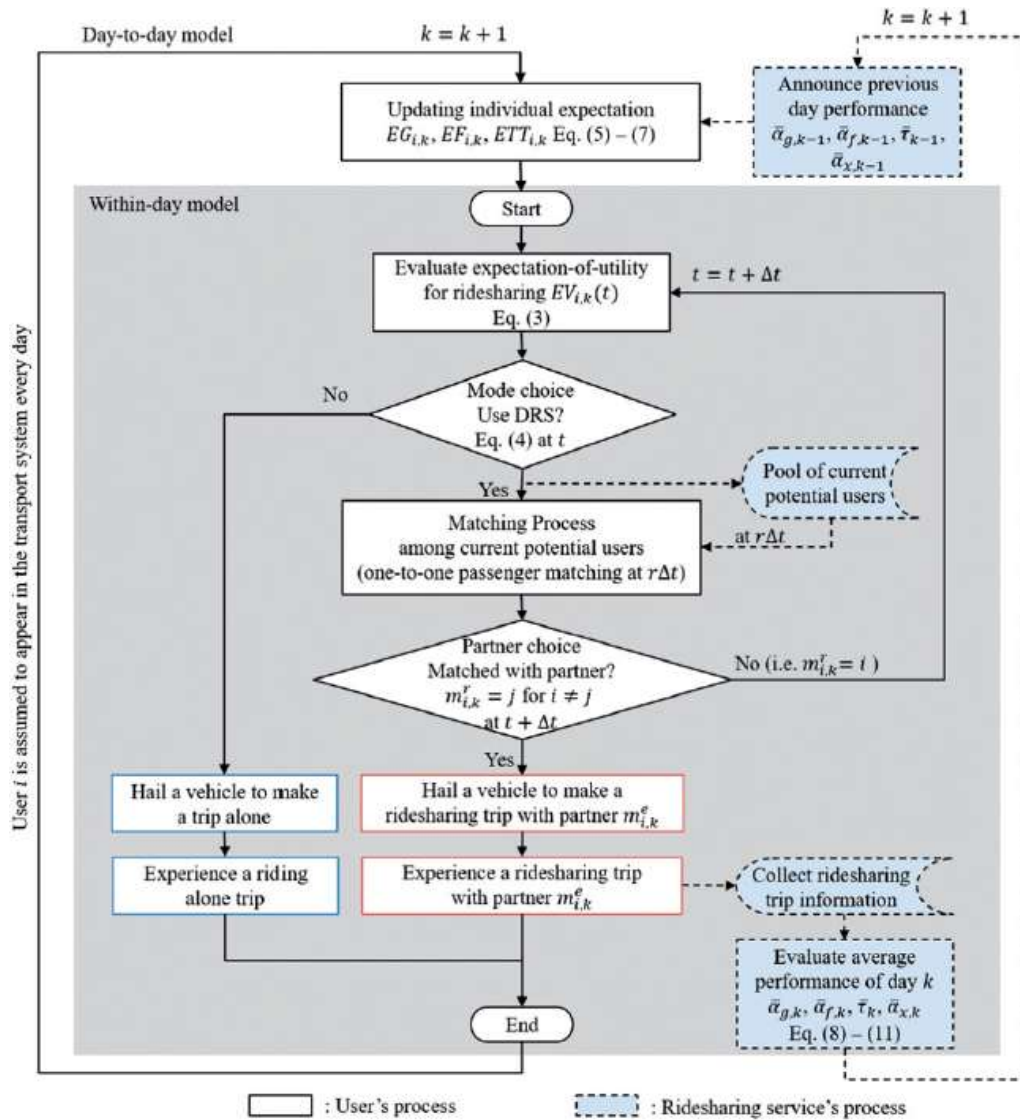 Day-to-day model
k = k + 1
k = k + 1
Updating individual expectation
EG_{i,k}, EF_{i,k}, ETT_{i,k} Eq. (5) – (7)
Announce previous
day performance
ᾱ_{g,k−1}, ᾱ_{f,k−1}, τ̄_{k−1},
ᾱ_{x,k−1}
Within-day model
Start
Evaluate expectation-of-utility
for ridesharing EV_{i,k}(t)
Eq. (3)
t = t + Δt
No
Mode choice
Use DRS?
Eq. (4) at t
Yes
Pool of current
potential users
at rΔt
Matching Process
among current potential users
(one-to-one passenger matching at rΔt)
Partner choice
Matched with partner?
m^r_{i,k} = j for i ≠ j
at t + Δt
No (i.e. m^r_{i,k} = i )
Yes
Hail a vehicle to make
a trip alone
Hail a vehicle to make a
ridesharing trip with partner m^e_{i,k}
Experience a riding
alone trip
Experience a ridesharing trip
with partner m^e_{i,k}
Collect ridesharing
trip information
Evaluate average
performance of day k
ᾱ_{g,k}, ᾱ_{f,k}, τ̄_k, ᾱ_{x,k}
Eq. (8) – (11)
End
User i is assumed to appear in the transport system every day
: User's process
: Ridesharing service's process